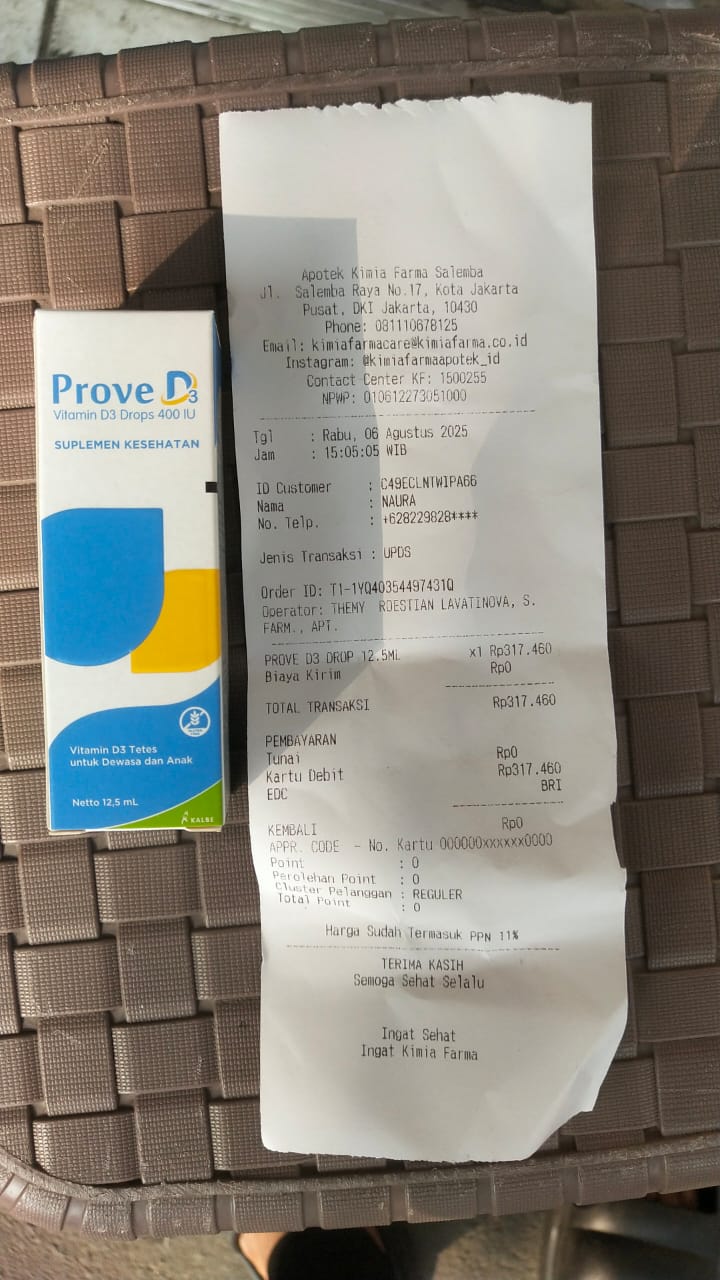 Prove D3
Vitamin D3 Drops 400 IU
SUPLEMEN KESEHATAN
Vitamin D3 Tetes
untuk Dewasa dan Anak
Netto 12,5 mL
KALBE
Apotek Kimia Farma Salemba
Jl. Salemba Raya No.17, Kota Jakarta
Pusat, DKI Jakarta, 10430
Phone: 081110678125
Email: kimiafarmacare@kimiafarma.co.id
Instagram: @kimiafarmaapotek_id
Contact Center KF: 1500255
NPWP: 010612273051000
Tgl : Rabu, 06 Agustus 2025
Jam : 15:05:05 WIB
ID Customer : C49ECLNTWIPA66
Nama : NAURA
No. Telp. : +628229828****
Jenis Transaksi : UPDS
Order ID: T1-1YQ40354497431Q
Operator: THEMY ROESTIAN LAVATINOVA, S.
FARM., APT.
PROVE D3 DROP 12.5ML x1 Rp317.460
Biaya Kirim Rp0
TOTAL TRANSAKSI Rp317.460
PEMBAYARAN
Tunai Rp0
Kartu Debit Rp317.460
EDC BRI
KEMBALI Rp0
APPR. CODE - No. Kartu 000000xxxxxx0000
Point : 0
Perolehan Point : 0
Cluster Pelanggan : REGULER
Total Point : 0
Harga Sudah Termasuk PPN 11%
TERIMA KASIH
Semoga Sehat Selalu
Ingat Sehat
Ingat Kimia Farma